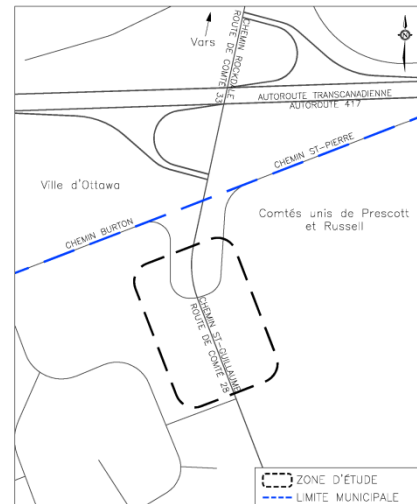 Vars
CHEMIN ROCKDALE
ROUTE DE COMTE 33
AUTOROUTE TRANSCANADIENNE
AUTOROUTE 417
CHEMIN ST-PIERRE
Ville d'Ottawa
Comtés unis de Prescott
et Russell
CHEMIN BURTON
CHEMIN ST-GUILLAUME
ROUTE DE COMTÉ 28
ZONE D'ÉTUDE
LIMITE MUNICIPALE